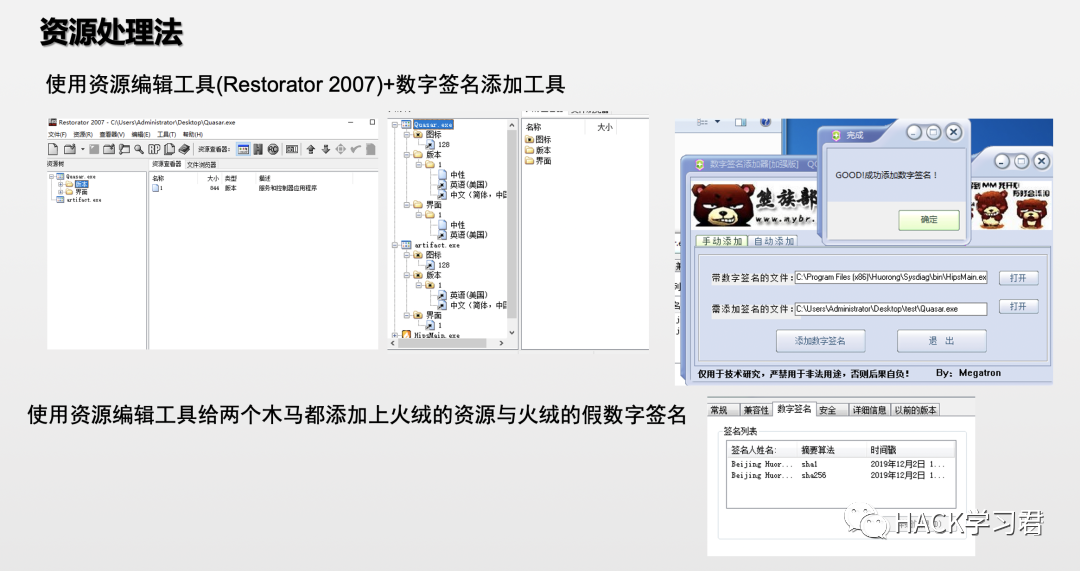 资源处理法
使用资源编辑工具(Restorator 2007)+数字签名添加工具
Restorator 2007 - C:\Users\Administrator\Desktop\Quasar.exe
文件(F) 资源(R) 查看器(V) 编辑(E) 工具(T) 帮助(H)
资源查看器:
资源树
资源查看器 文件浏览器
Quasar.exe
版本
界面
artifact.exe
名称 大小 类型 描述
1 844 版本 服务和控制器应用程序
Quasar.exe
图标
128
版本
1
中性
英语(美国)
中文(简体, 中国
界面
1
中性
英语(美国)
artifact.exe
图标
128
版本
1
英语(美国)
中文(简体, 中国
界面
1
HipsMain.exe
名称 大小
图标
版本
界面
完成
GOOD!成功添加数字签名！
确定
数字签名添加器(加强版)
熊族部
www.mybr.
手动添加 自动添加
带数字签名的文件: C:\Program Files (x86)\Huorong\Sysdiag\bin\HipsMain.ex 打开
需添加签名的文件: C:\Users\Administrator\Desktop\test\Quasar.exe 打开
添加数字签名 退 出
仅用于技术研究，严禁用于非法用途，否则后果自负！ By: Megatron
使用资源编辑工具给两个木马都添加上火绒的资源与火绒的假数字签名
常规 兼容性 数字签名 安全 详细信息 以前的版本
签名列表
签名人姓名: 摘要算法 时间戳
Beijing Huor... sha1 2019年12月2日 1...
Beijing Huor... sha256 2019年12月2日 1...
HACK学习君